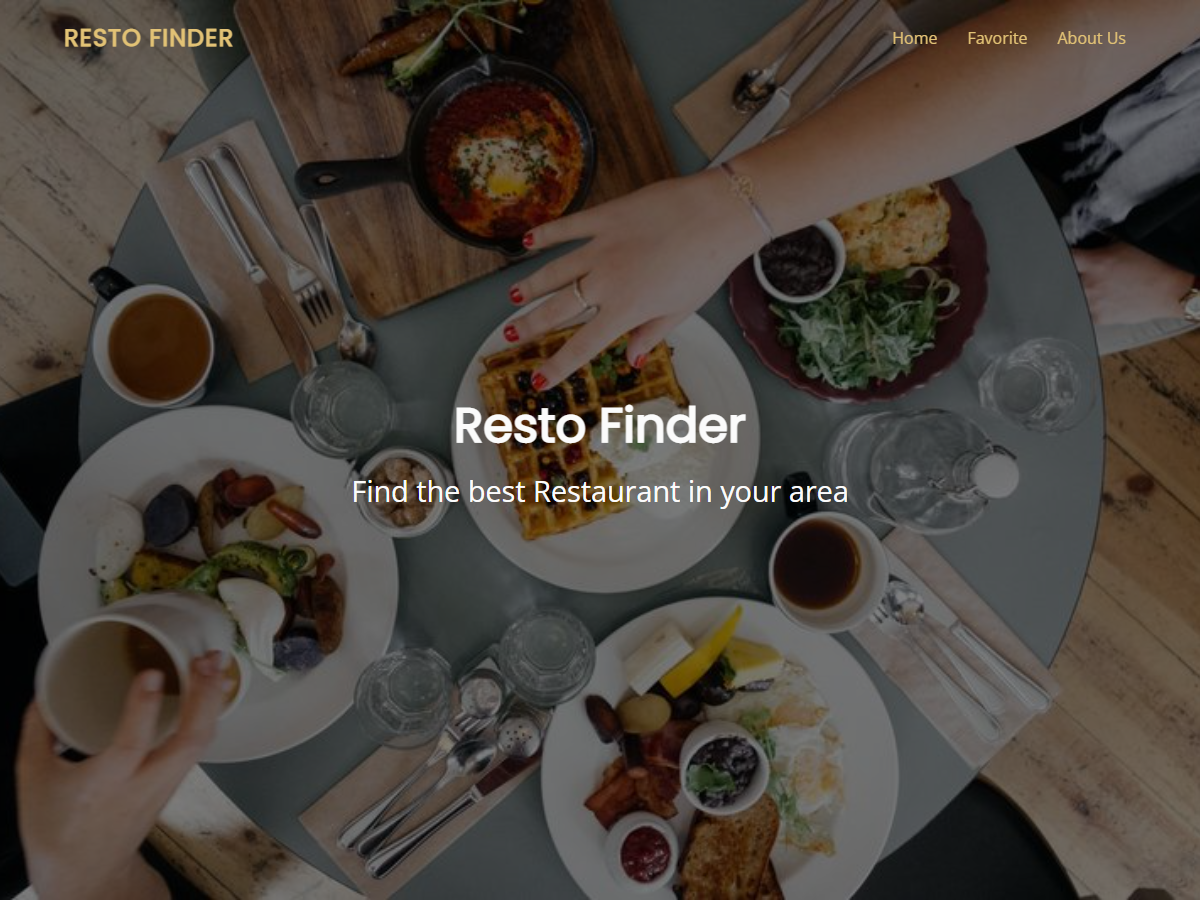 RESTO FINDER
Home Favorite About Us
Resto Finder
Find the best Restaurant in your area